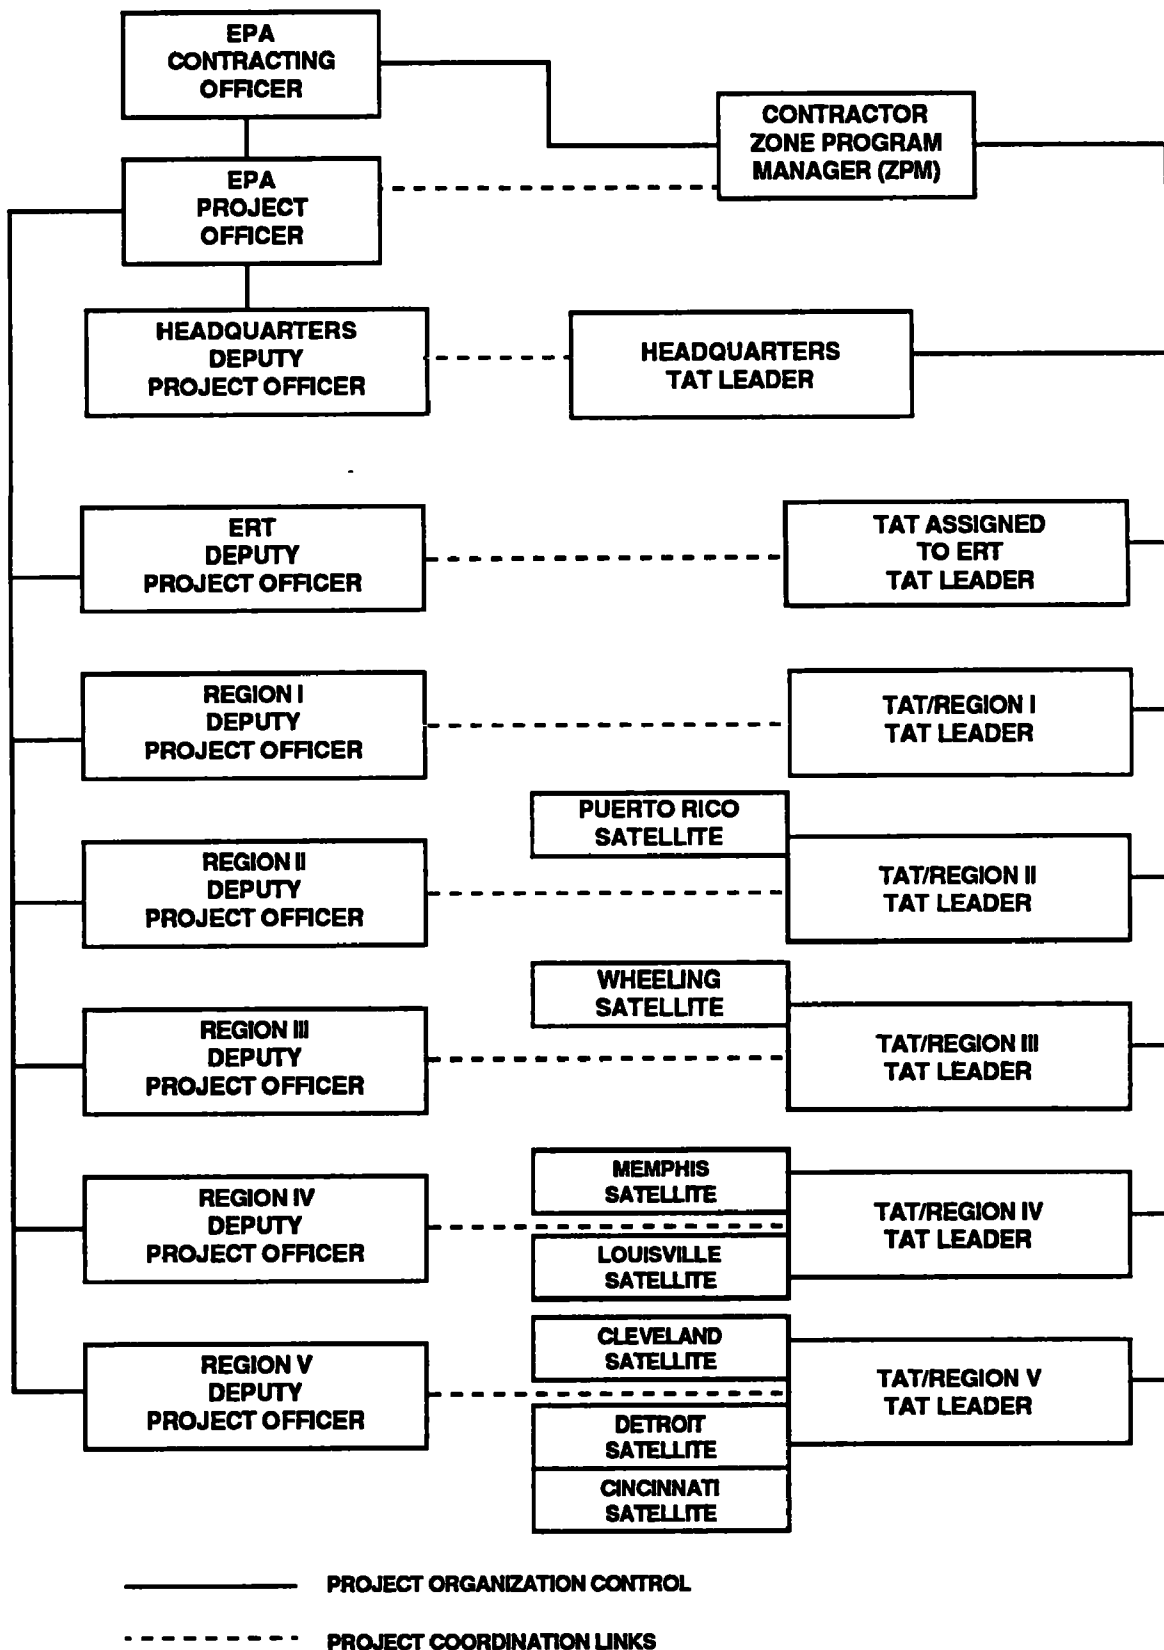 EPA
CONTRACTING
OFFICER
CONTRACTOR
ZONE PROGRAM
MANAGER (ZPM)
EPA
PROJECT
OFFICER
HEADQUARTERS
DEPUTY
PROJECT OFFICER
HEADQUARTERS
TAT LEADER
ERT
DEPUTY
PROJECT OFFICER
TAT ASSIGNED
TO ERT
TAT LEADER
REGION I
DEPUTY
PROJECT OFFICER
TAT/REGION I
TAT LEADER
PUERTO RICO
SATELLITE
REGION II
DEPUTY
PROJECT OFFICER
TAT/REGION II
TAT LEADER
WHEELING
SATELLITE
REGION III
DEPUTY
PROJECT OFFICER
TAT/REGION III
TAT LEADER
MEMPHIS
SATELLITE
REGION IV
DEPUTY
PROJECT OFFICER
TAT/REGION IV
TAT LEADER
LOUISVILLE
SATELLITE
CLEVELAND
SATELLITE
REGION V
DEPUTY
PROJECT OFFICER
TAT/REGION V
TAT LEADER
DETROIT
SATELLITE
CINCINNATI
SATELLITE
PROJECT ORGANIZATION CONTROL
PROJECT COORDINATION LINKS